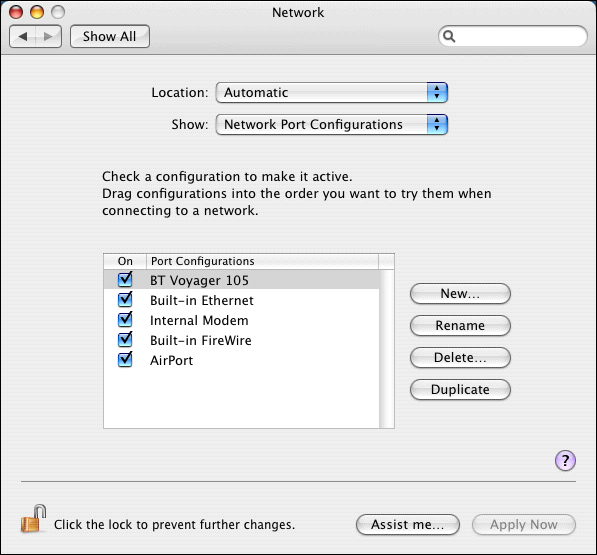 Network
Show All
Location: Automatic
Show: Network Port Configurations
Check a configuration to make it active.
Drag configurations into the order you want to try them when
connecting to a network.
On Port Configurations
BT Voyager 105
Built-in Ethernet
Internal Modem
Built-in FireWire
AirPort
New...
Rename
Delete...
Duplicate
?
Click the lock to prevent further changes.
Assist me...
Apply Now